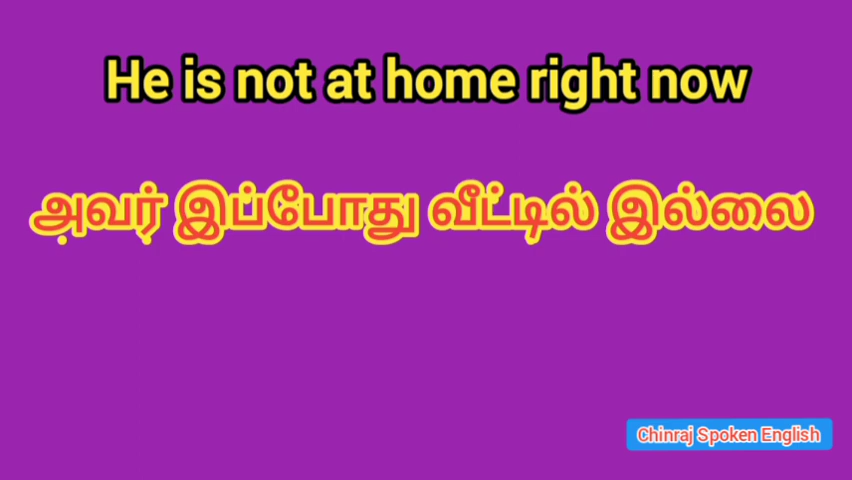 He is not at home right now
அவர் இப்போது வீட்டில் இல்லை
Chinraj Spoken English